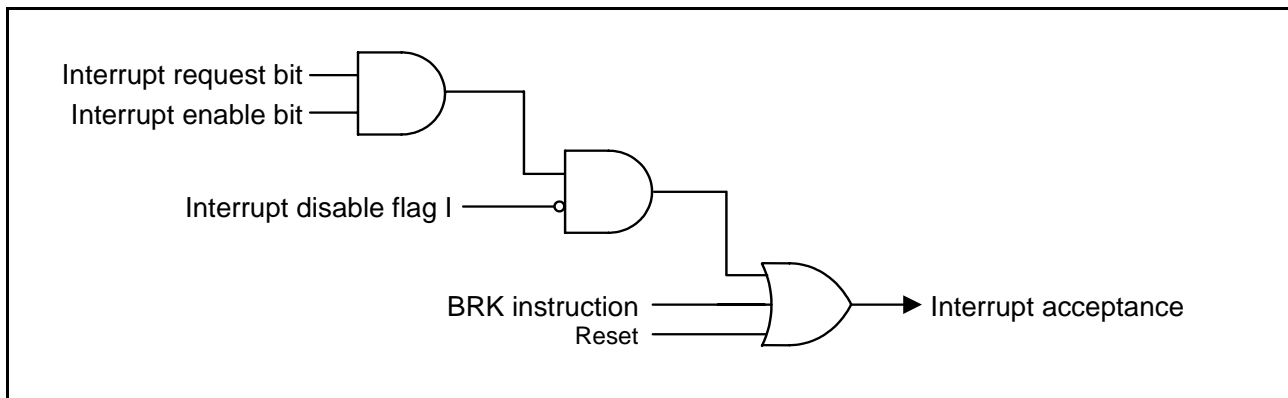 Interrupt request bit
Interrupt enable bit
Interrupt disable flag I
BRK instruction
Reset
Interrupt acceptance